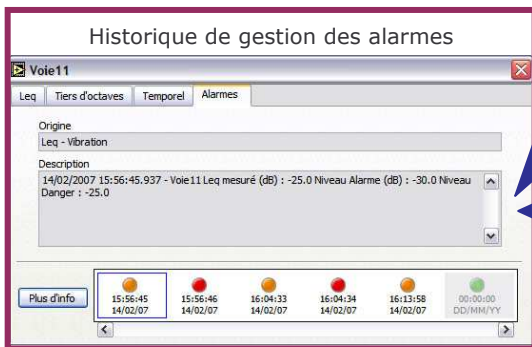 Historique de gestion des alarmes
Voie11
Leq Tiers d'octaves Temporel Alarmes
Origine
Leq - Vibration
Description
14/02/2007 15:56:45.937 - Voie11 Leq mesuré (dB) : -25.0 Niveau Alarme (dB) : -30.0 Niveau
Danger : -25.0
Plus d'info
15:56:45 15:56:46 16:04:33 16:04:34 16:13:58 00:00:00
14/02/07 14/02/07 14/02/07 14/02/07 14/02/07 DD/MM/YY